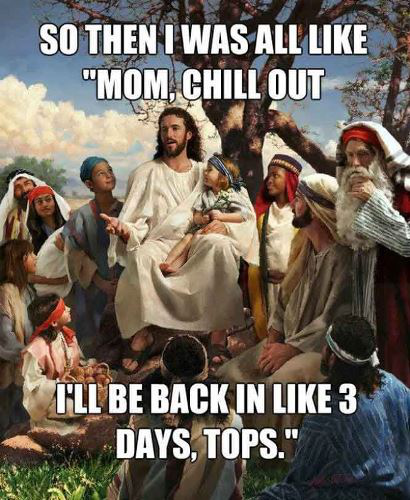 SO THEN I WAS ALL LIKE
"MOM, CHILL OUT
I'LL BE BACK IN LIKE 3
DAYS, TOPS."